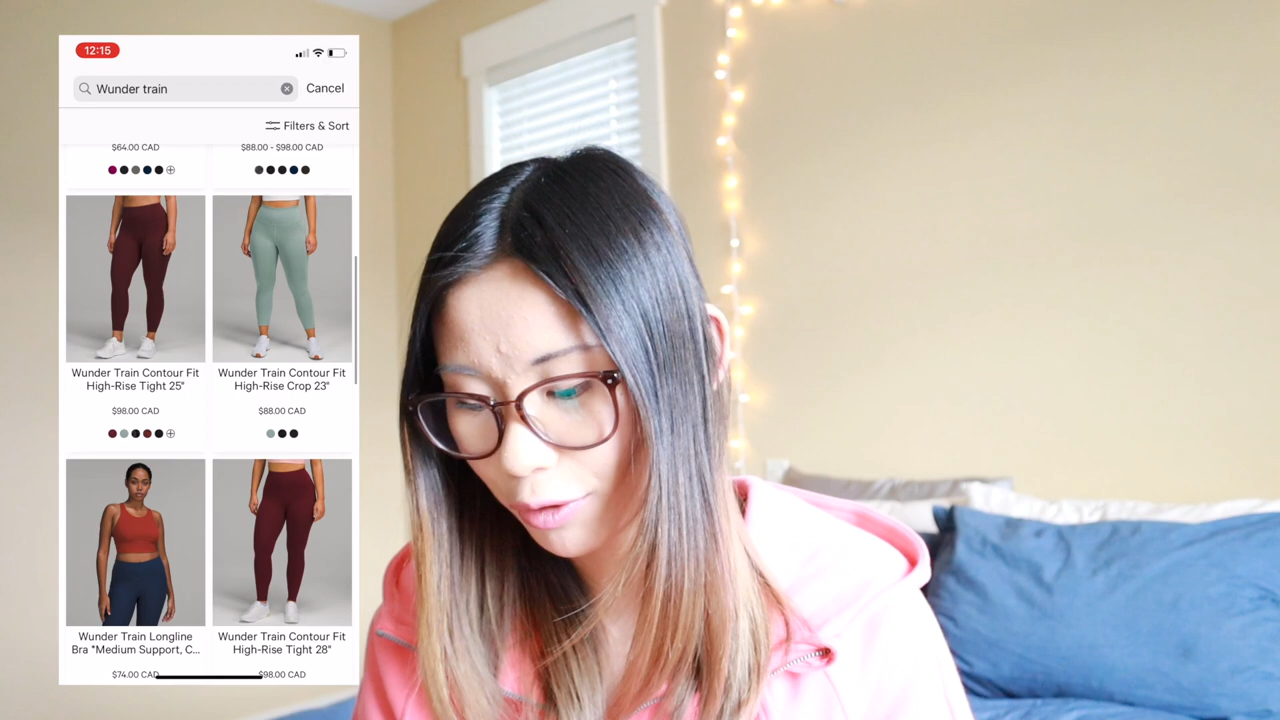 12:15
Wunder train
Cancel
Filters & Sort
$64.00 CAD
$88.00 - $98.00 CAD
Wunder Train Contour Fit
High-Rise Tight 25"
$98.00 CAD
Wunder Train Contour Fit
High-Rise Crop 23"
$88.00 CAD
Wunder Train Longline
Bra *Medium Support, C...
$74.00 CAD
Wunder Train Contour Fit
High-Rise Tight 28"
$98.00 CAD